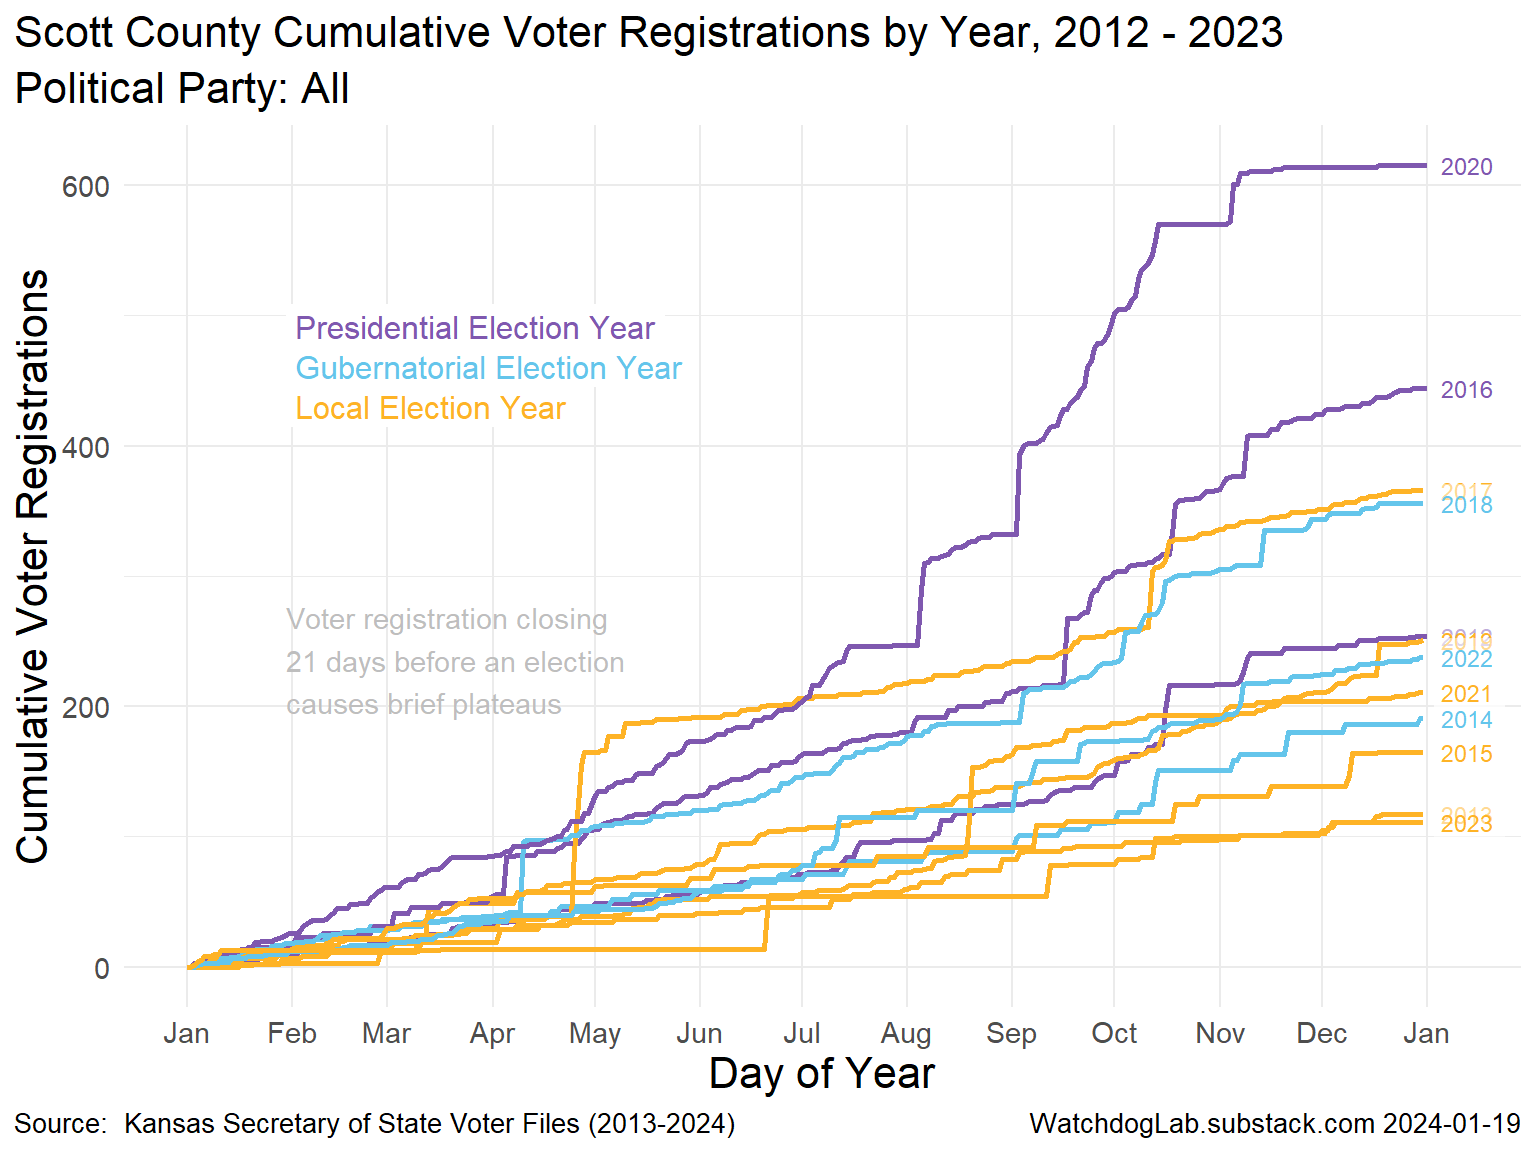 Scott County Cumulative Voter Registrations by Year, 2012 - 2023
Political Party: All
Cumulative Voter Registrations
600
400
200
0
Presidential Election Year
Gubernatorial Election Year
Local Election Year
Voter registration closing
21 days before an election
causes brief plateaus
2020
2016
2017
2018
2012
2019
2022
2021
2014
2015
2013
2023
Jan Feb Mar Apr May Jun Jul Aug Sep Oct Nov Dec Jan
Day of Year
Source:  Kansas Secretary of State Voter Files (2013-2024)
WatchdogLab.substack.com 2024-01-19